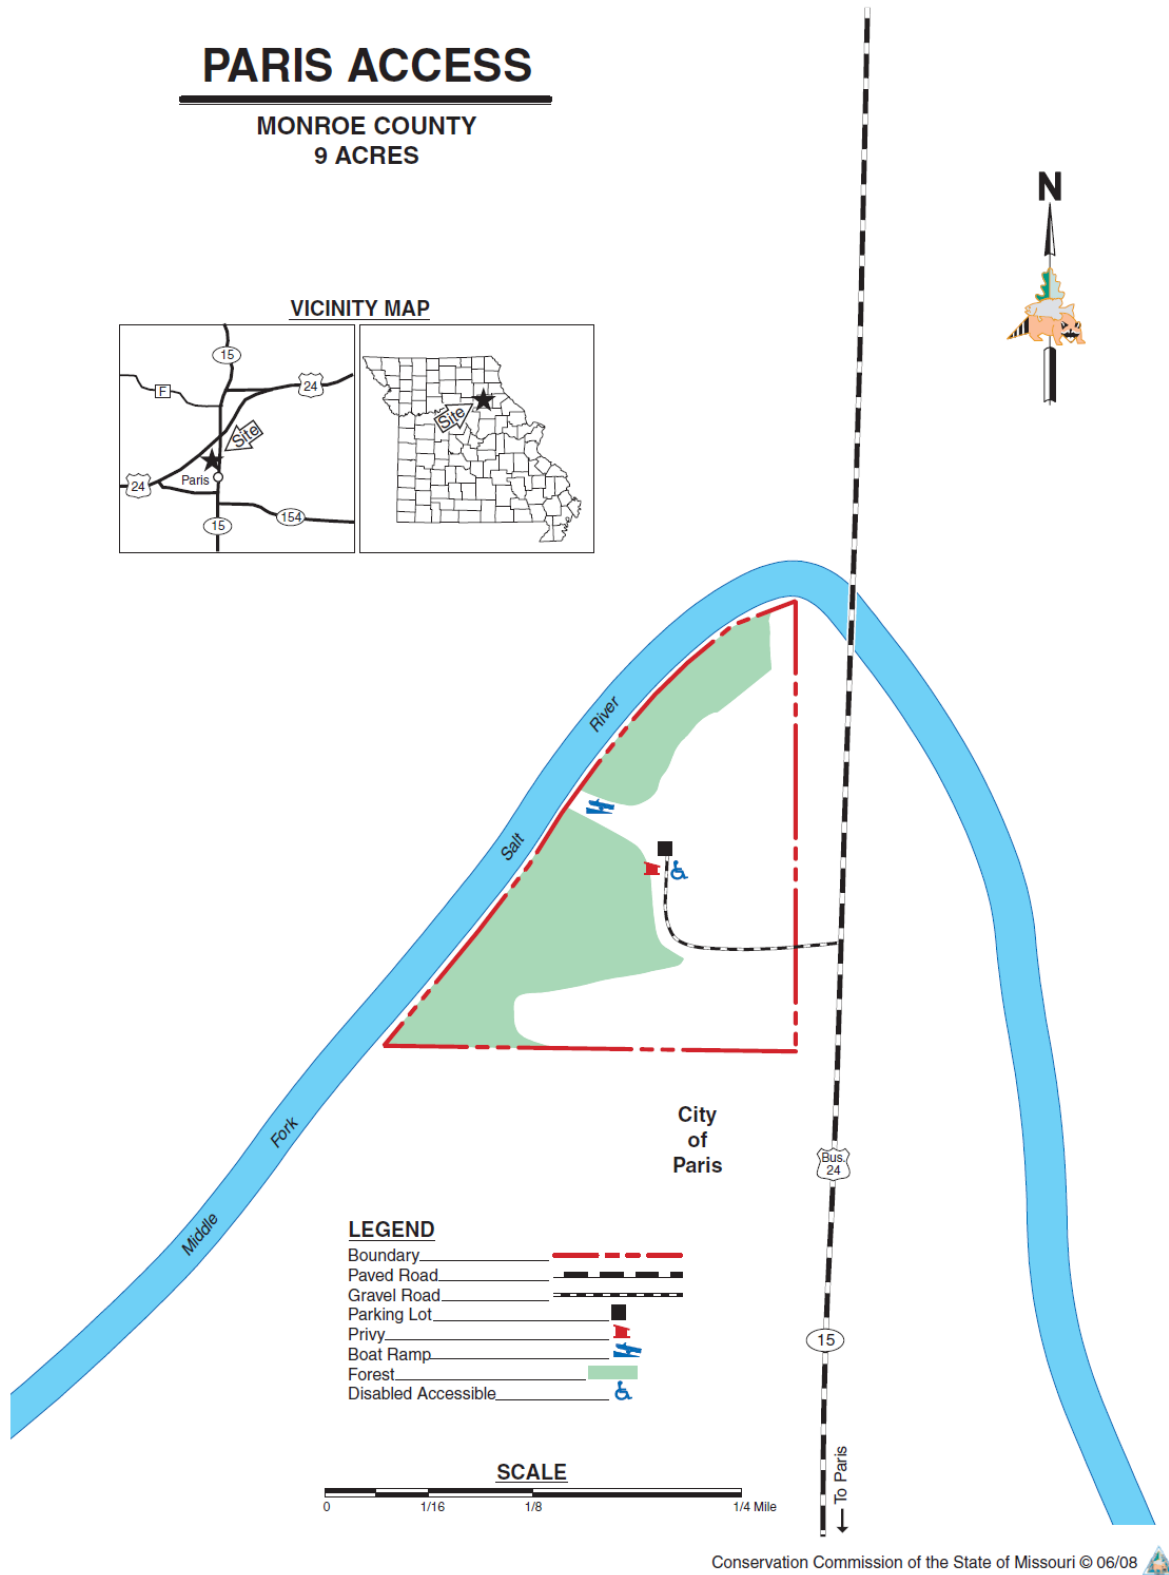 PARIS ACCESS
MONROE COUNTY
9 ACRES
N
VICINITY MAP
15
24
F
Site
Paris
24
15
154
Site
River
Salt
Fork
Middle
City
of
Paris
Bus.
24
15
To Paris
LEGEND
Boundary
Paved Road
Gravel Road
Parking Lot
Privy
Boat Ramp
Forest
Disabled Accessible
SCALE
0 1/16 1/8 1/4 Mile
Conservation Commission of the State of Missouri © 06/08